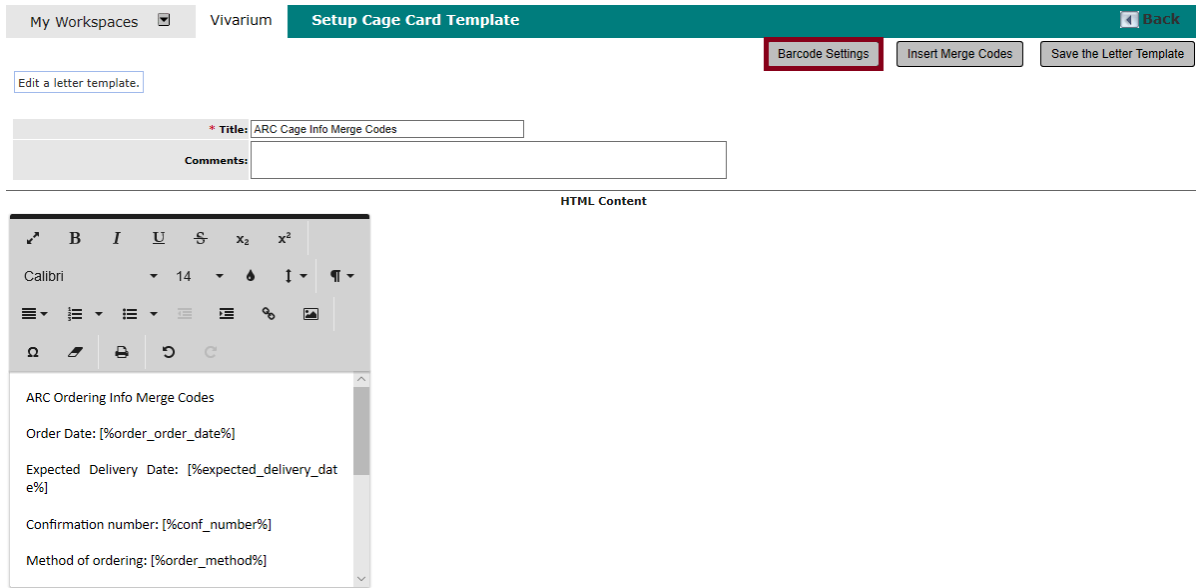 My Workspaces Vivarium Setup Cage Card Template Back
Barcode Settings Insert Merge Codes Save the Letter Template
Edit a letter template.
* Title: ARC Cage Info Merge Codes
Comments:
HTML Content
B I U S x₂ x²
Calibri 14 ¶
Ω
ARC Ordering Info Merge Codes
Order Date: [%order_order_date%]
Expected Delivery Date: [%expected_delivery_dat
e%]
Confirmation number: [%conf_number%]
Method of ordering: [%order_method%]